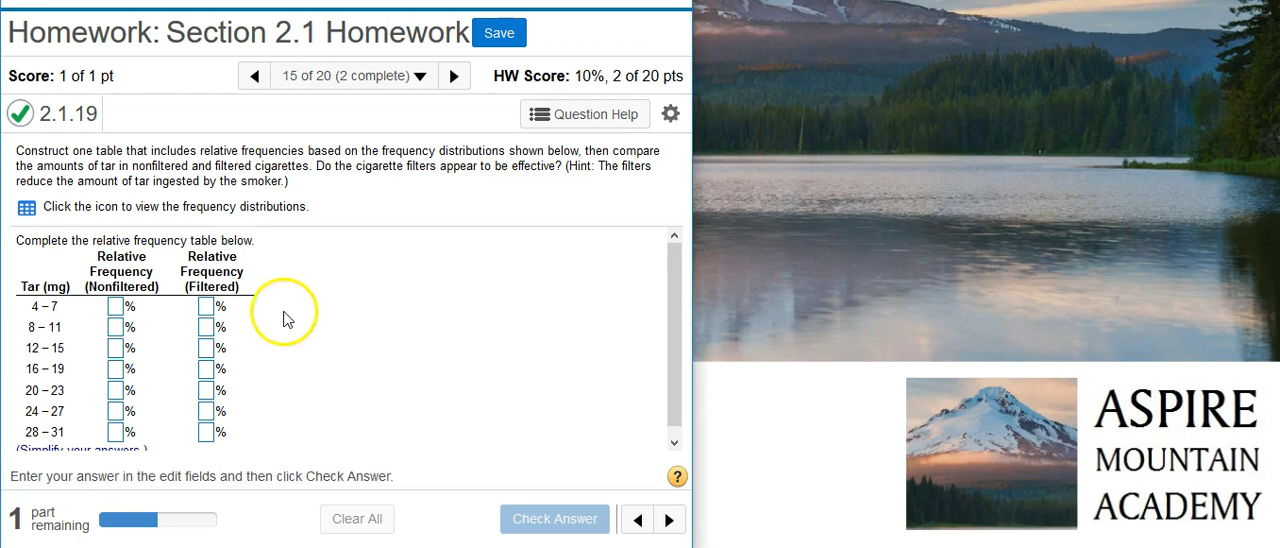 Homework: Section 2.1 Homework Save
Score: 1 of 1 pt 15 of 20 (2 complete) HW Score: 10%, 2 of 20 pts
2.1.19 Question Help
Construct one table that includes relative frequencies based on the frequency distributions shown below, then compare
the amounts of tar in nonfiltered and filtered cigarettes. Do the cigarette filters appear to be effective? (Hint: The filters
reduce the amount of tar ingested by the smoker.)
Click the icon to view the frequency distributions.
Complete the relative frequency table below.
Relative Relative
Frequency Frequency
Tar (mg) (Nonfiltered) (Filtered)
4 – 7 % %
8 – 11 % %
12 – 15 % %
16 – 19 % %
20 – 23 % %
24 – 27 % %
28 – 31 % %
(Simplify your answers.)
Enter your answer in the edit fields and then click Check Answer. ?
1 part
remaining Clear All Check Answer
ASPIRE
MOUNTAIN
ACADEMY